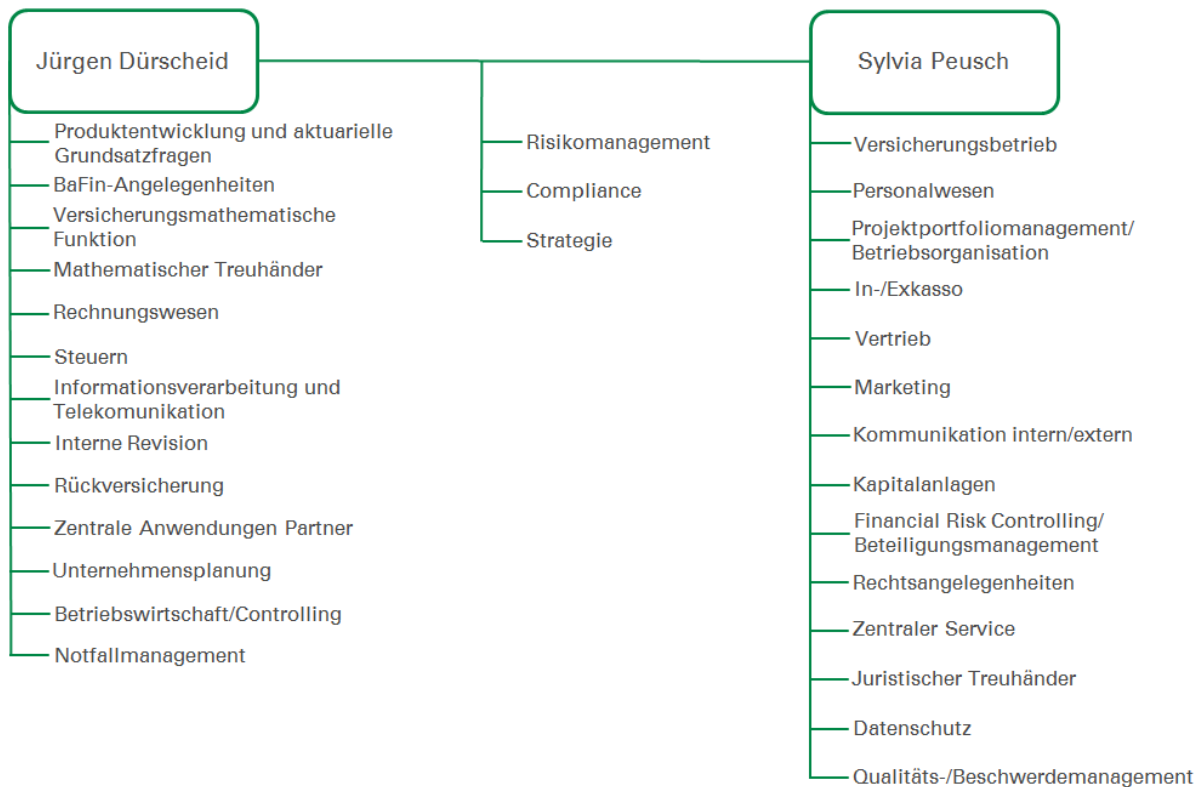 Jürgen Dürscheid
Produktentwicklung und aktuarielle
Grundsatzfragen
BaFin-Angelegenheiten
Versicherungsmathematische
Funktion
Mathematischer Treuhänder
Rechnungswesen
Steuern
Informationsverarbeitung und
Telekomunikation
Interne Revision
Rückversicherung
Zentrale Anwendungen Partner
Unternehmensplanung
Betriebswirtschaft/Controlling
Notfallmanagement
Risikomanagement
Compliance
Strategie
Sylvia Peusch
Versicherungsbetrieb
Personalwesen
Projektportfoliomanagement/
Betriebsorganisation
In-/Exkasso
Vertrieb
Marketing
Kommunikation intern/extern
Kapitalanlagen
Financial Risk Controlling/
Beteiligungsmanagement
Rechtsangelegenheiten
Zentraler Service
Juristischer Treuhänder
Datenschutz
Qualitäts-/Beschwerdemanagement